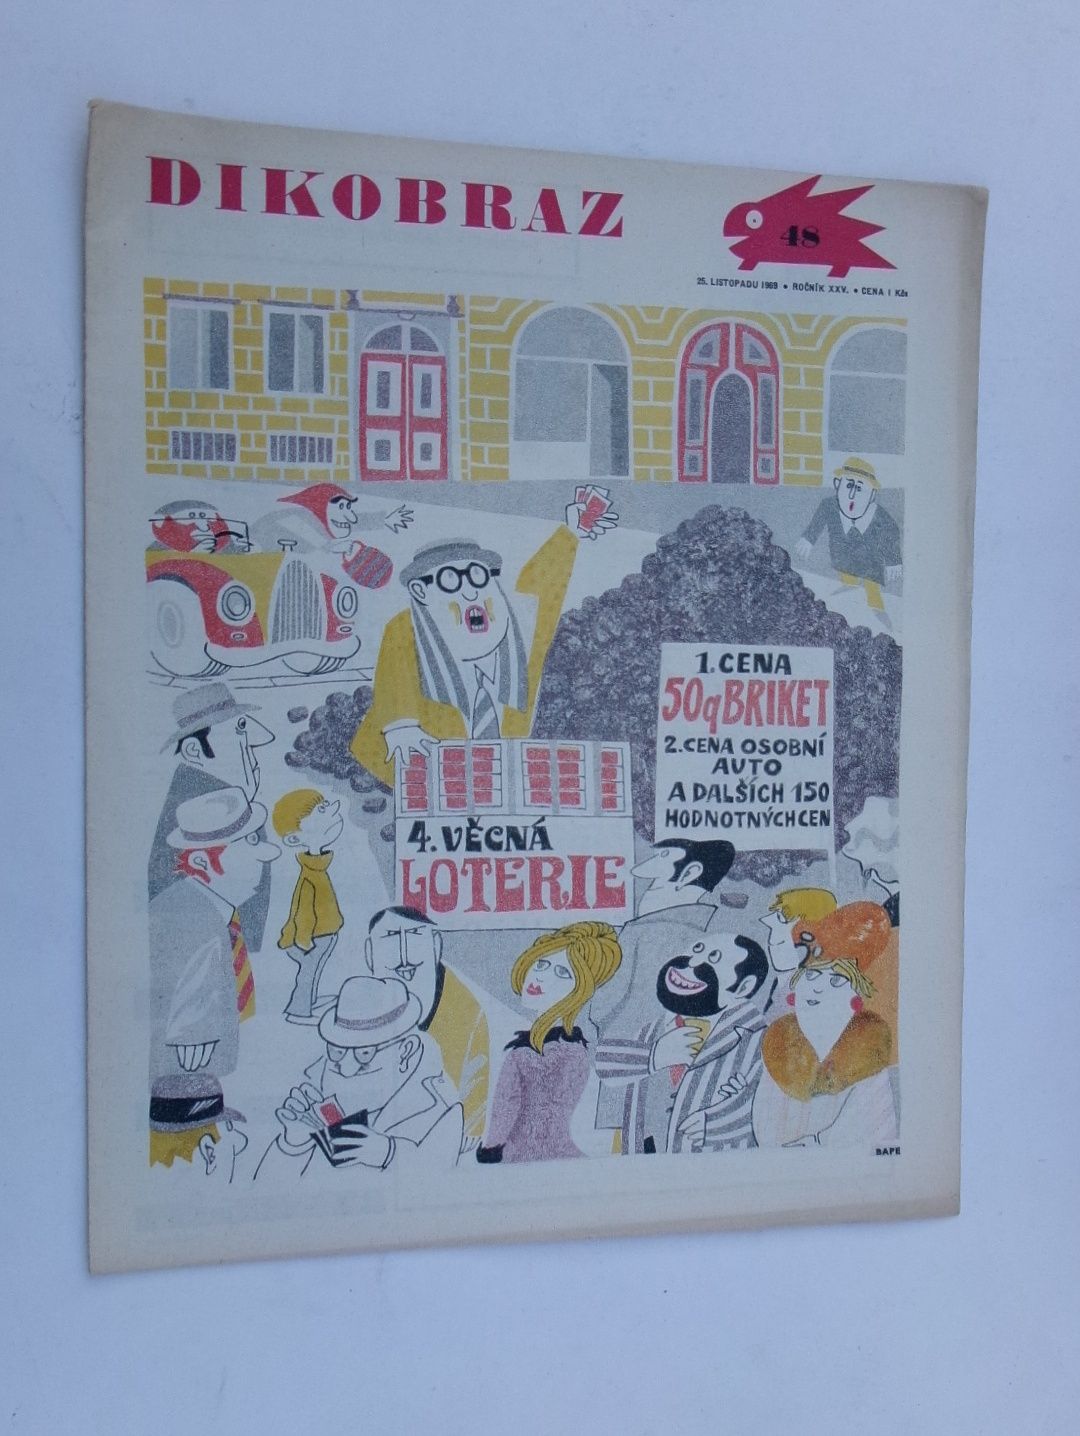 DIKOBRAZ
48
25. LISTOPADU 1969 • ROČNÍK XXV. • CENA 1 Kčs
1. CENA
50q BRIKET
2. CENA OSOBNÍ
AUTO
A DALŠÍCH 150
HODNOTNÝCH CEN
4. VĚCNÁ
LOTERIE
BAPE